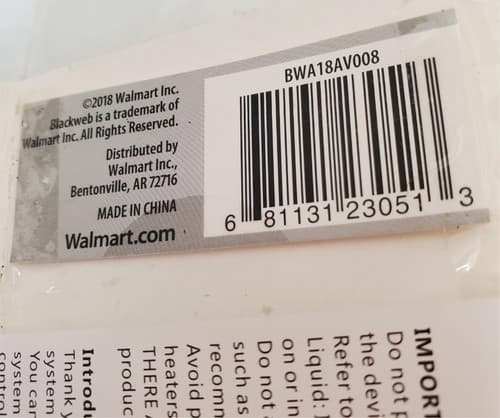 ©2018 Walmart Inc.
Blackweb is a trademark of
Walmart Inc. All Rights Reserved.
Distributed by
Walmart Inc.,
Bentonville, AR 72716
MADE IN CHINA
Walmart.com
BWA18AV008
6 81131 23051 3
IMPOR
Do not
the devi
Refer to
Liquid:
on or in
Do not
such as
recomm
Avoid p
heaters
THERE
produc
Introdu
Thank y
system
You can
system
contro